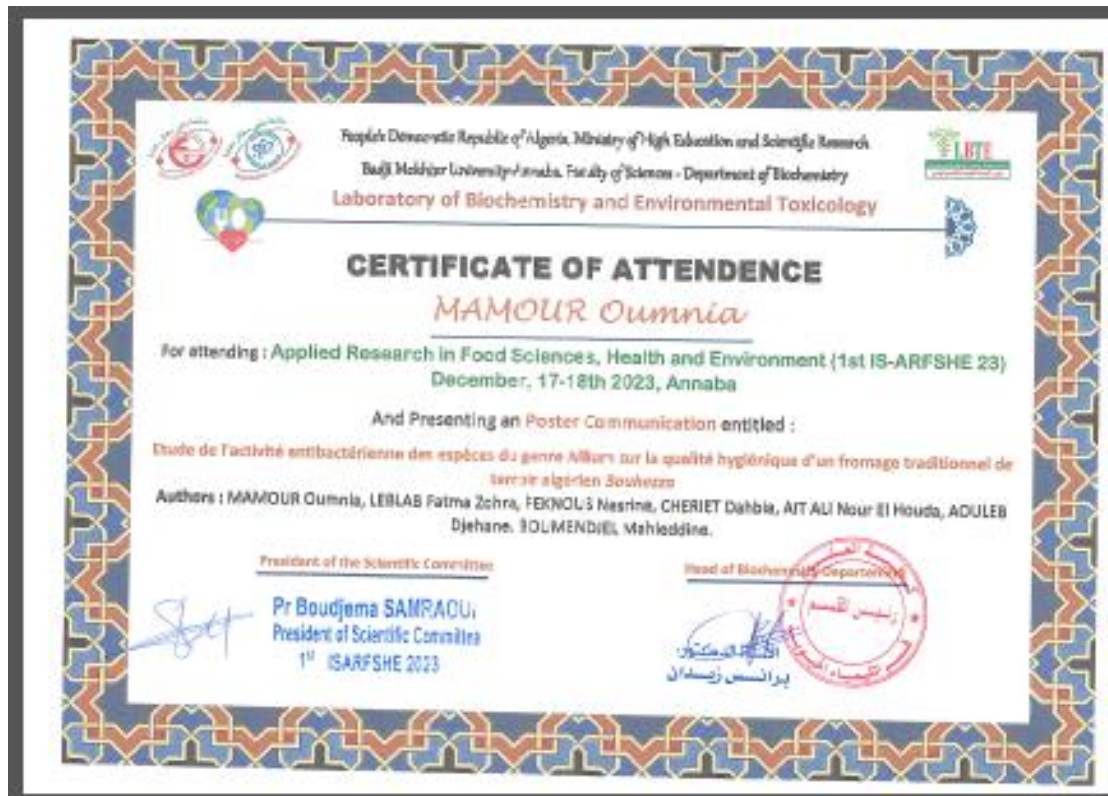 People's Democratic Republic of Algeria, Ministry of High Education and Scientific Research
Badji Mokhtar University-Annaba, Faculty of Sciences - Department of Biochemistry
LBTE
Laboratory of Biochemistry and Environmental Toxicology
CERTIFICATE OF ATTENDENCE
MAMOUR Oumnia
For attending : Applied Research in Food Sciences, Health and Environment (1st IS-ARFSHE 23)
December, 17-18th 2023, Annaba
And Presenting an Poster Communication entitled :
Etude de l'activité antibactérienne des espèces du genre Allium sur la qualité hygiénique d'un fromage traditionnel de
terroir algérien Bouhezza
Authors : MAMOUR Oumnia, LEBLAB Fatma Zohra, FEKNOUS Nesrine, CHERIET Dahbia, AIT ALI Nour El Houda, AOULEB
Djehane, BOUMENDJEL Mahieddine.
President of the Scientific Committee
Head of Biochemistry Departement
Pr Boudjema SAMRAOUI
President of Scientific Committee
1st ISARFSHE 2023
رئيس القسم
برانس زيدان